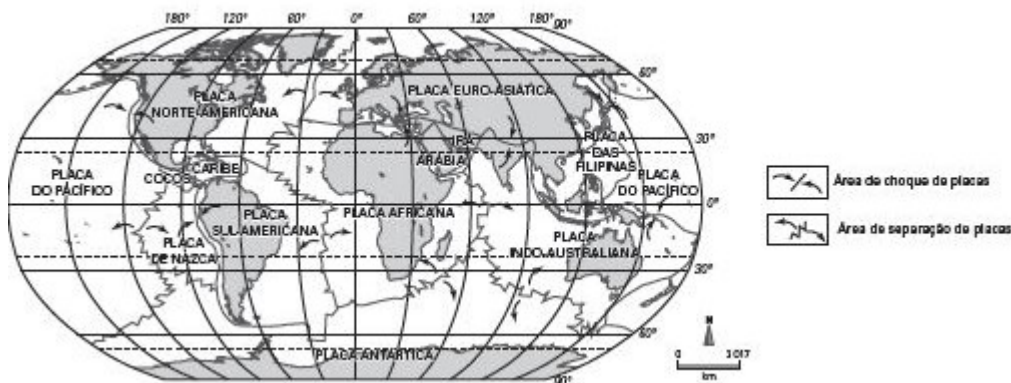 180° 120° 60° 0° 60° 120° 180° 90°
60°
PLACA
NORTE-AMERICANA
PLACA EURO-ASIÁTICA
30°
IRÃ
ARÁBIA
PLACA
DAS
FILIPINAS
CARIBE
COCOS
PLACA
DO PACÍFICO
PLACA
DO PACÍFICO
0°
PLACA AFRICANA
PLACA
SUL-AMERICANA
PLACA
DE NAZCA
PLACA
INDO-AUSTRALIANA
30°
60°
PLACA ANTÁRTICA
90°
N
0 3 017
km
Área de choque de placas
Área de separação de placas